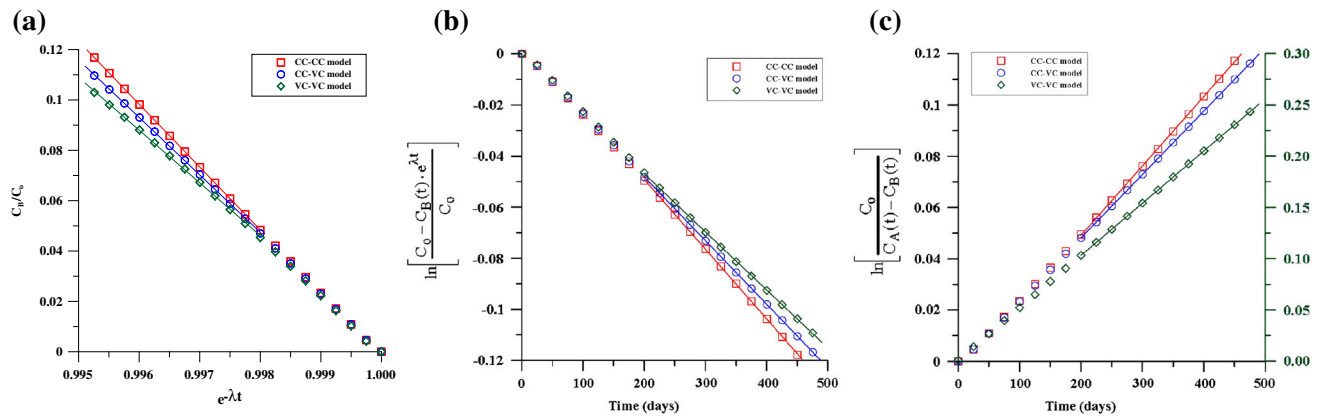 (a)
0.12
0.1
0.08
0.06
0.04
0.02
0
C_B/C_o
0.995 0.996 0.997 0.998 0.999 1.000
e-λt
CC-CC model
CC-VC model
VC-VC model
(b)
0
-0.02
-0.04
-0.06
-0.08
-0.1
-0.12
ln [ C_o − C_B(t) · e^λt / C_o ]
0 100 200 300 400 500
Time (days)
CC-CC model
CC-VC model
VC-VC model
(c)
0.12
0.1
0.08
0.06
0.04
0.02
0
ln [ C_o / C_A(t) − C_B(t) ]
0 100 200 300 400 500
Time (days)
CC-CC model
CC-VC model
VC-VC model
0.30
0.25
0.20
0.15
0.10
0.05
0.00